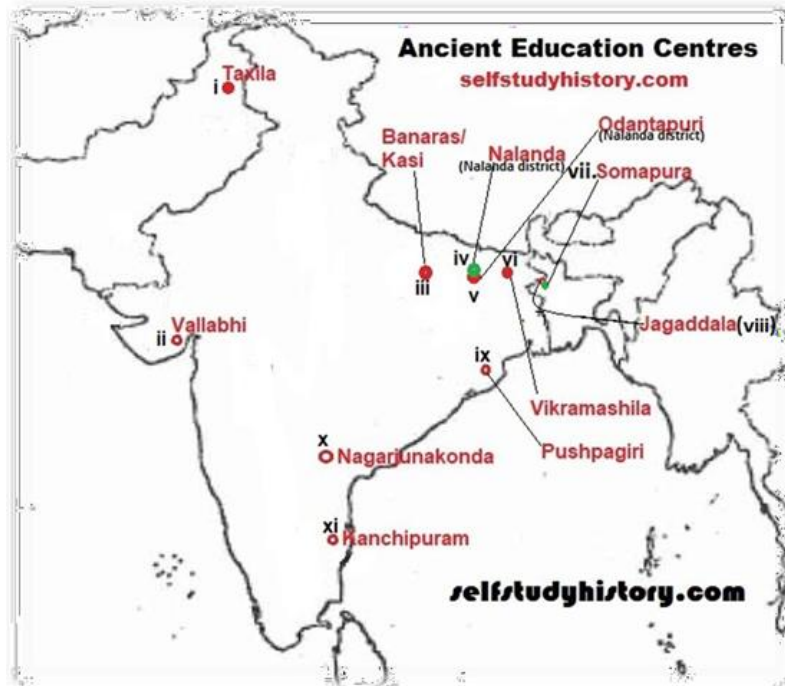 Ancient Education Centres
selfstudyhistory.com
i Taxila
Odantapuri
(Nalanda district)
Banaras/
Kasi
Nalanda
(Nalanda district)
vii. Somapura
iii
iv
v
vi
ii Vallabhi
Jagaddala(viii)
ix
Vikramashila
Pushpagiri
x
Nagarjunakonda
xi
Kanchipuram
selfstudyhistory.com